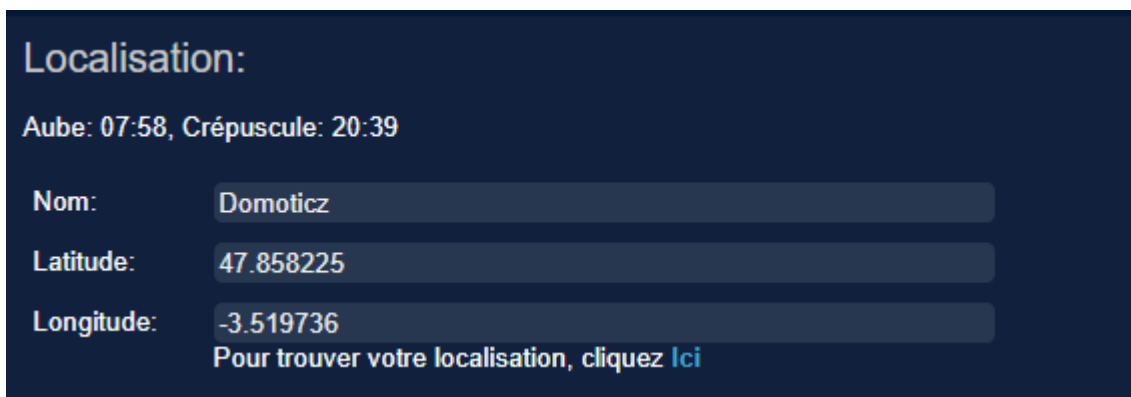 Localisation:
Aube: 07:58, Crépuscule: 20:39
Nom: Domoticz
Latitude: 47.858225
Longitude: -3.519736
Pour trouver votre localisation, cliquez Ici